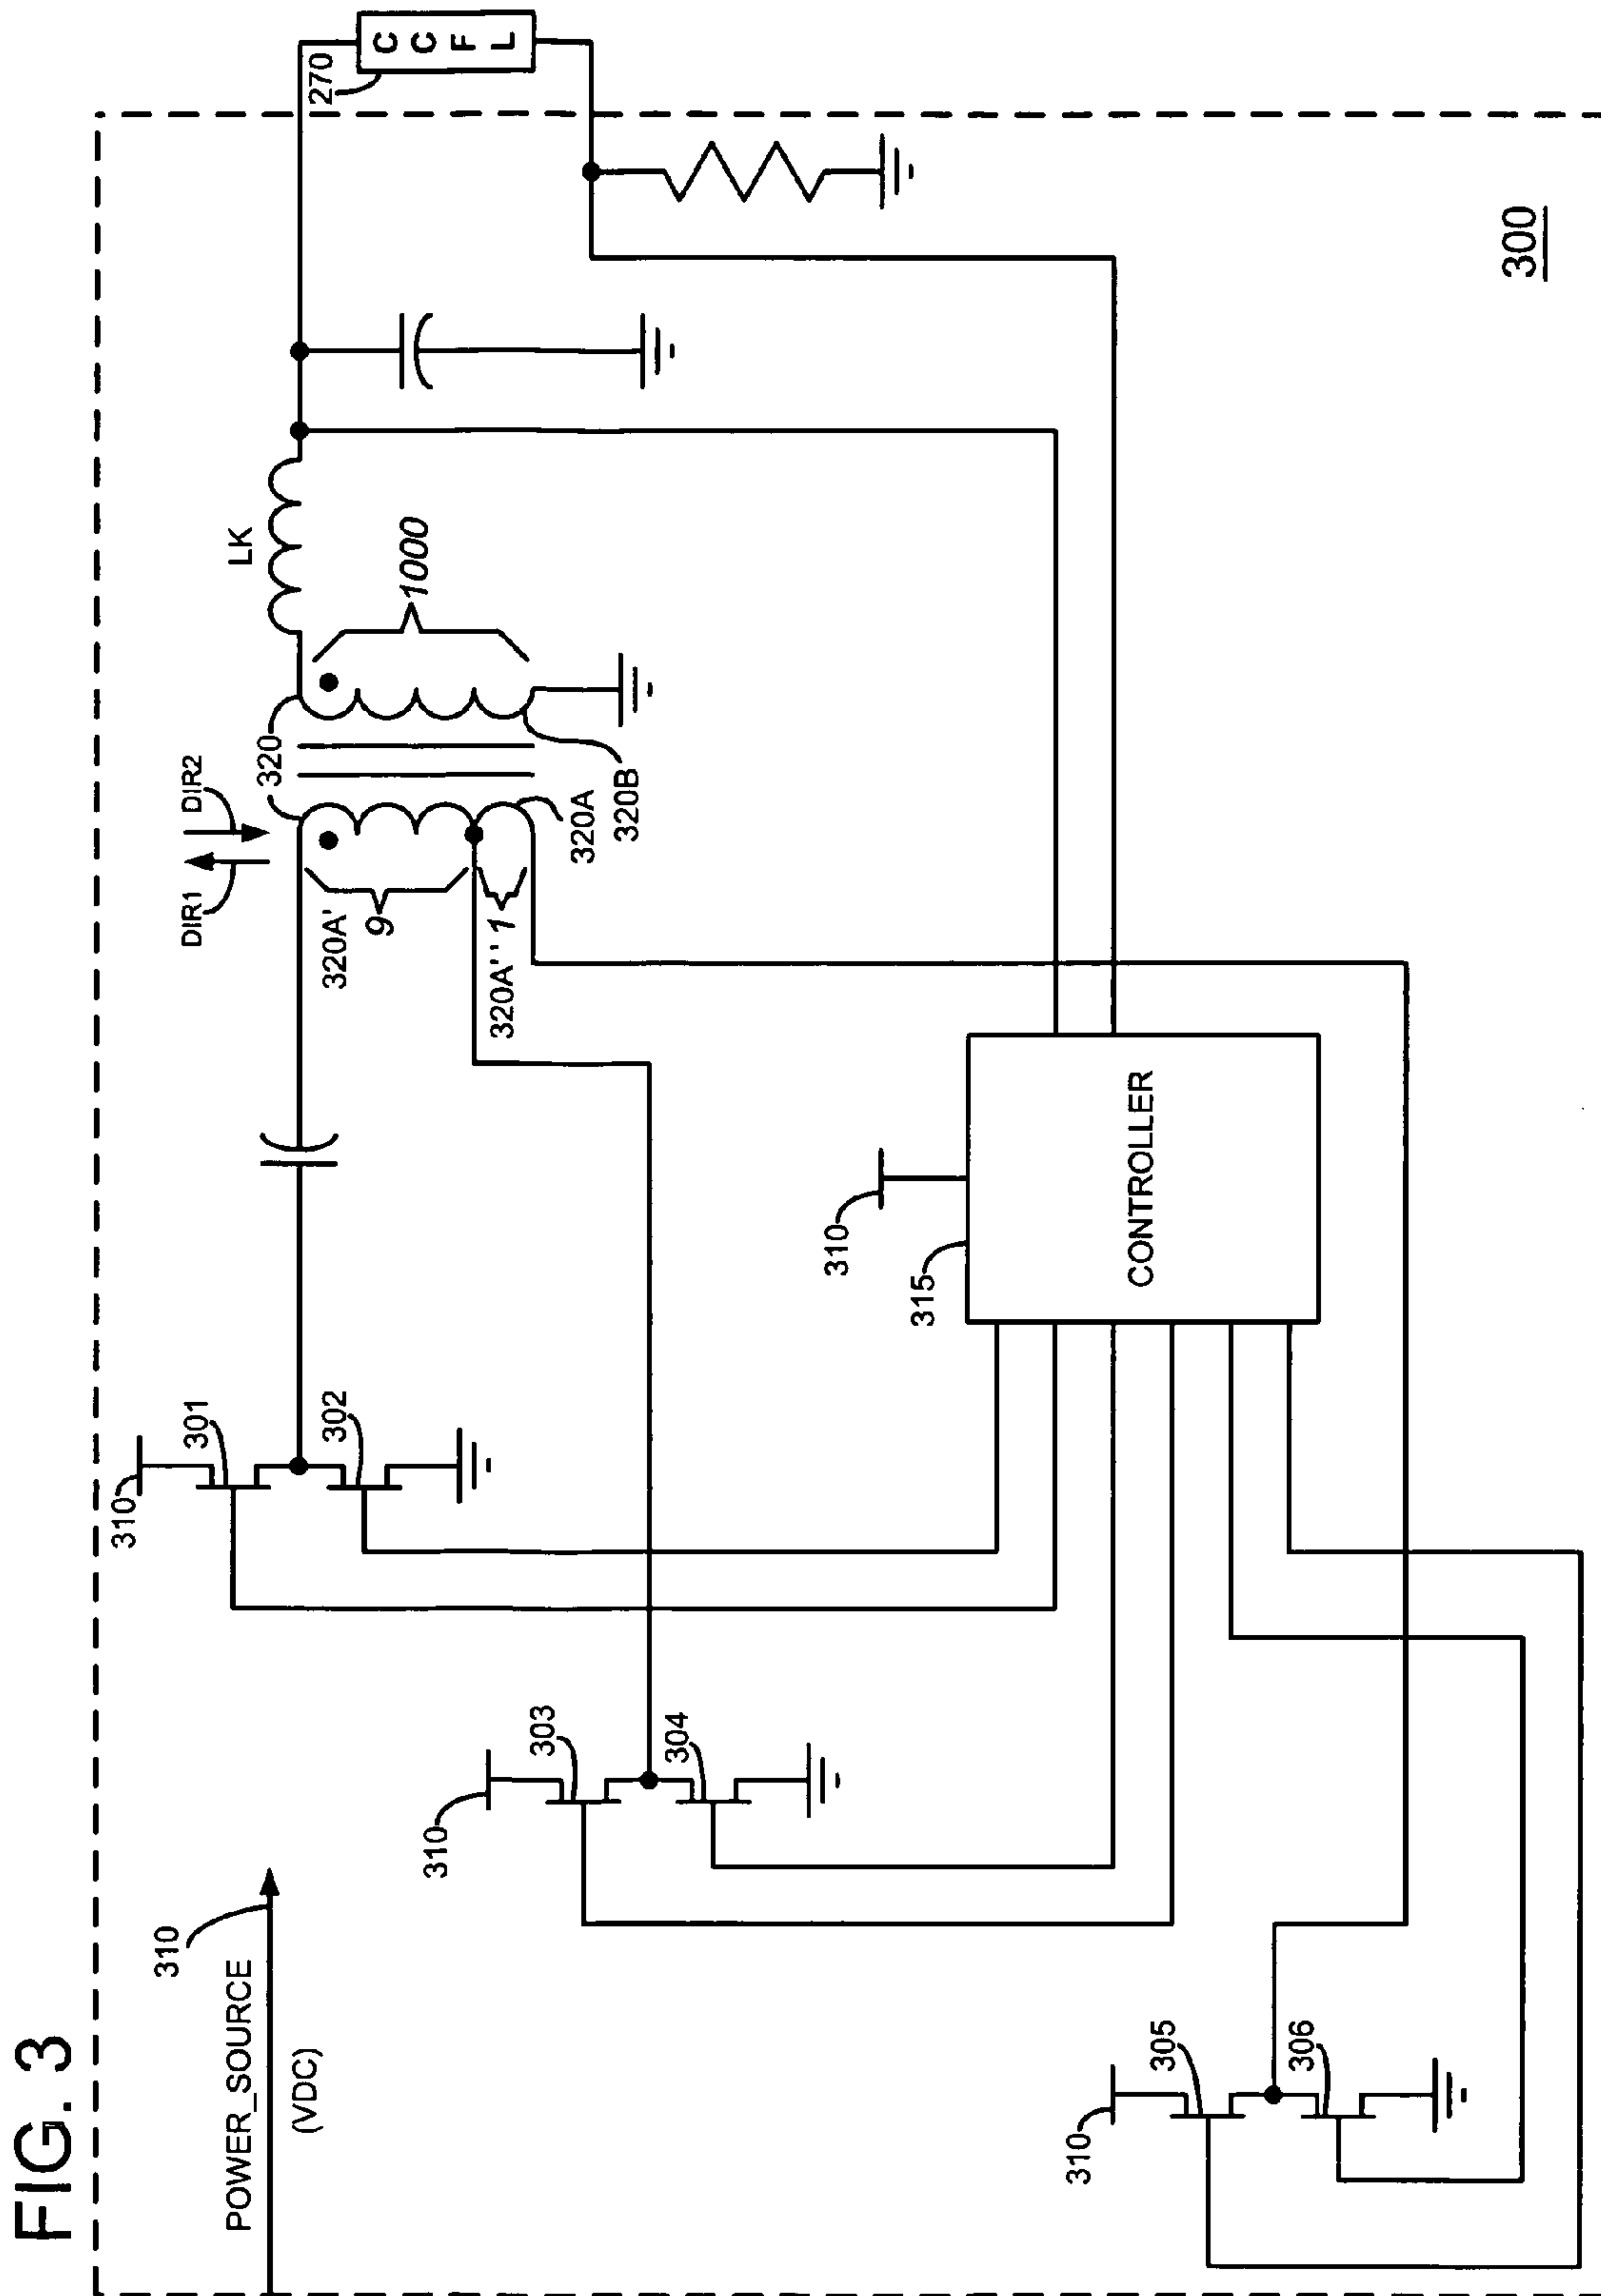 FIG. 3
POWER_SOURCE
(VDC)
310
310
301
302
310
303
304
310
305
306
310
315
CONTROLLER
DIR1
DIR2
320
320A'
9
320A''
1
320A
320B
1000
LK
270
CCFL
300